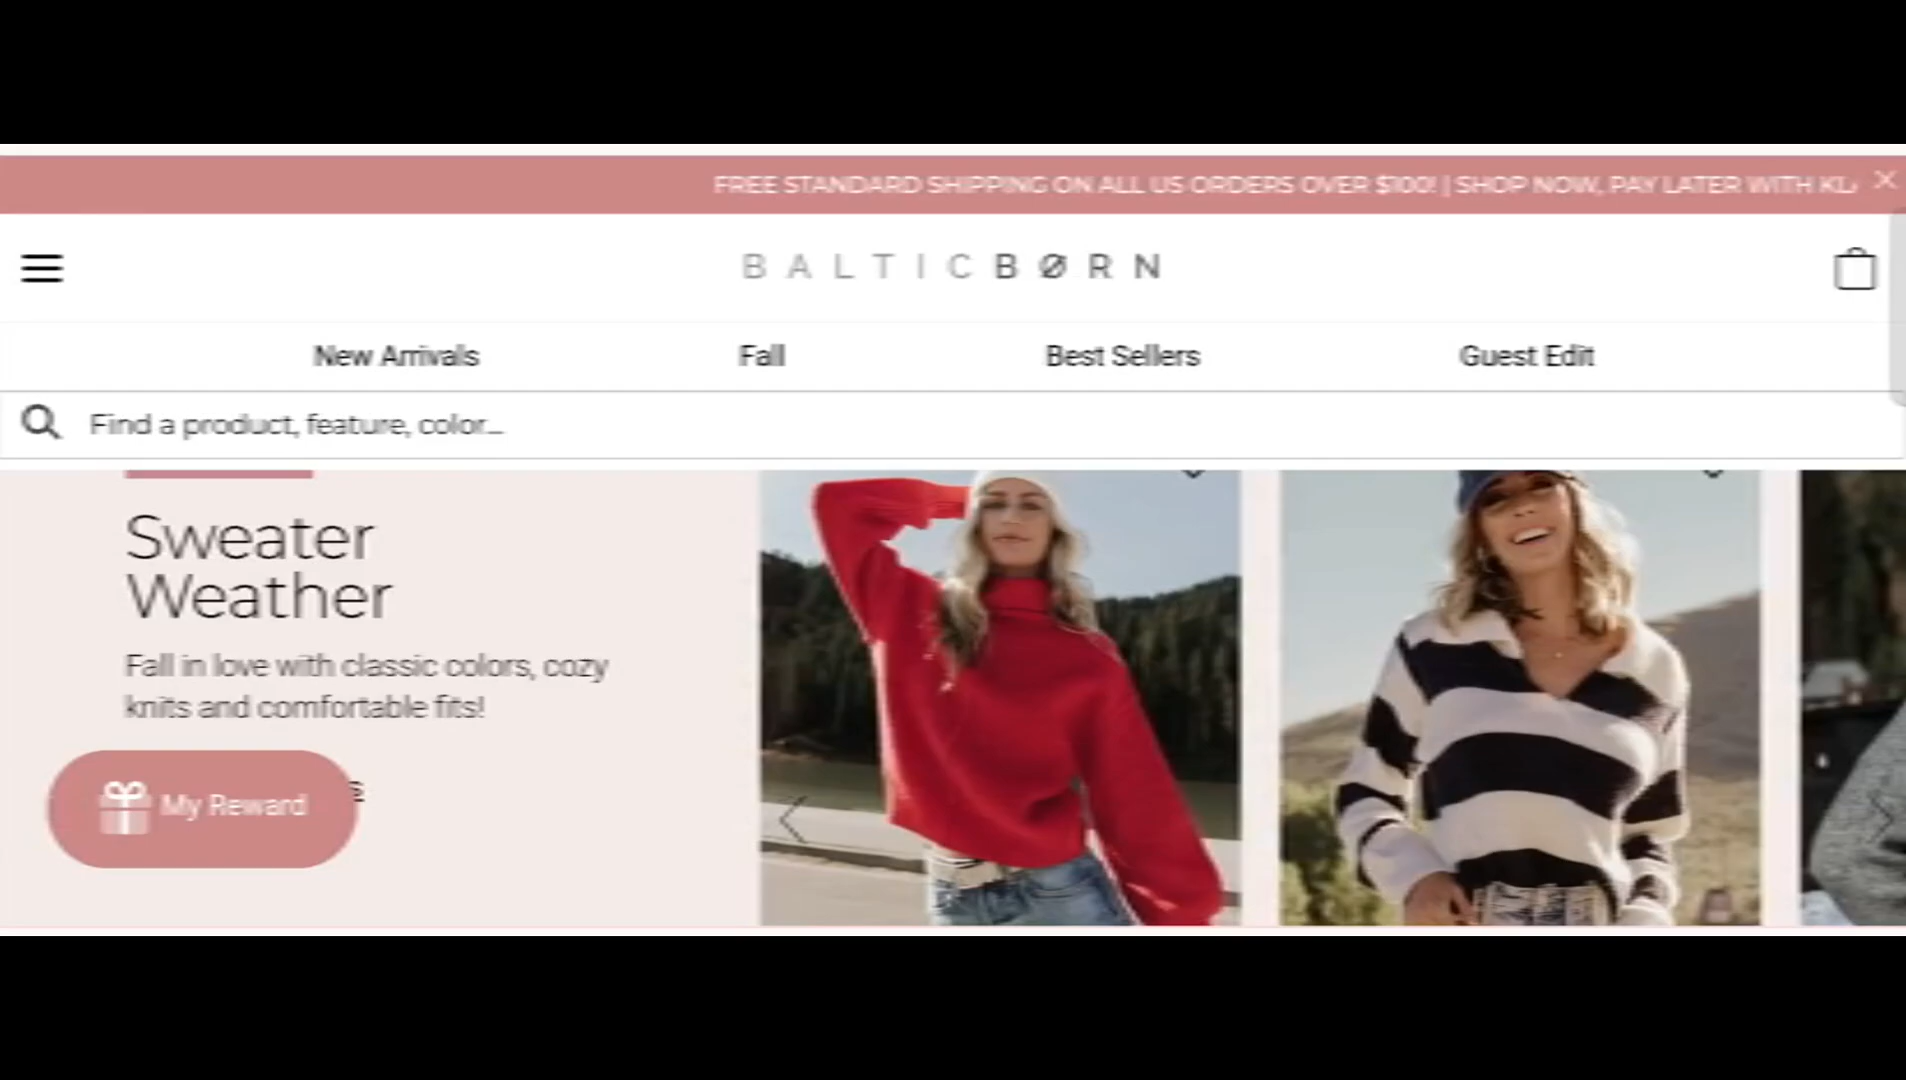 FREE STANDARD SHIPPING ON ALL US ORDERS OVER $100! | SHOP NOW, PAY LATER WITH
BALTICBØRN
New Arrivals
Fall
Best Sellers
Guest Edit
Find a product, feature, color...
Sweater
Weather
Fall in love with classic colors, cozy
knits and comfortable fits!
My Reward